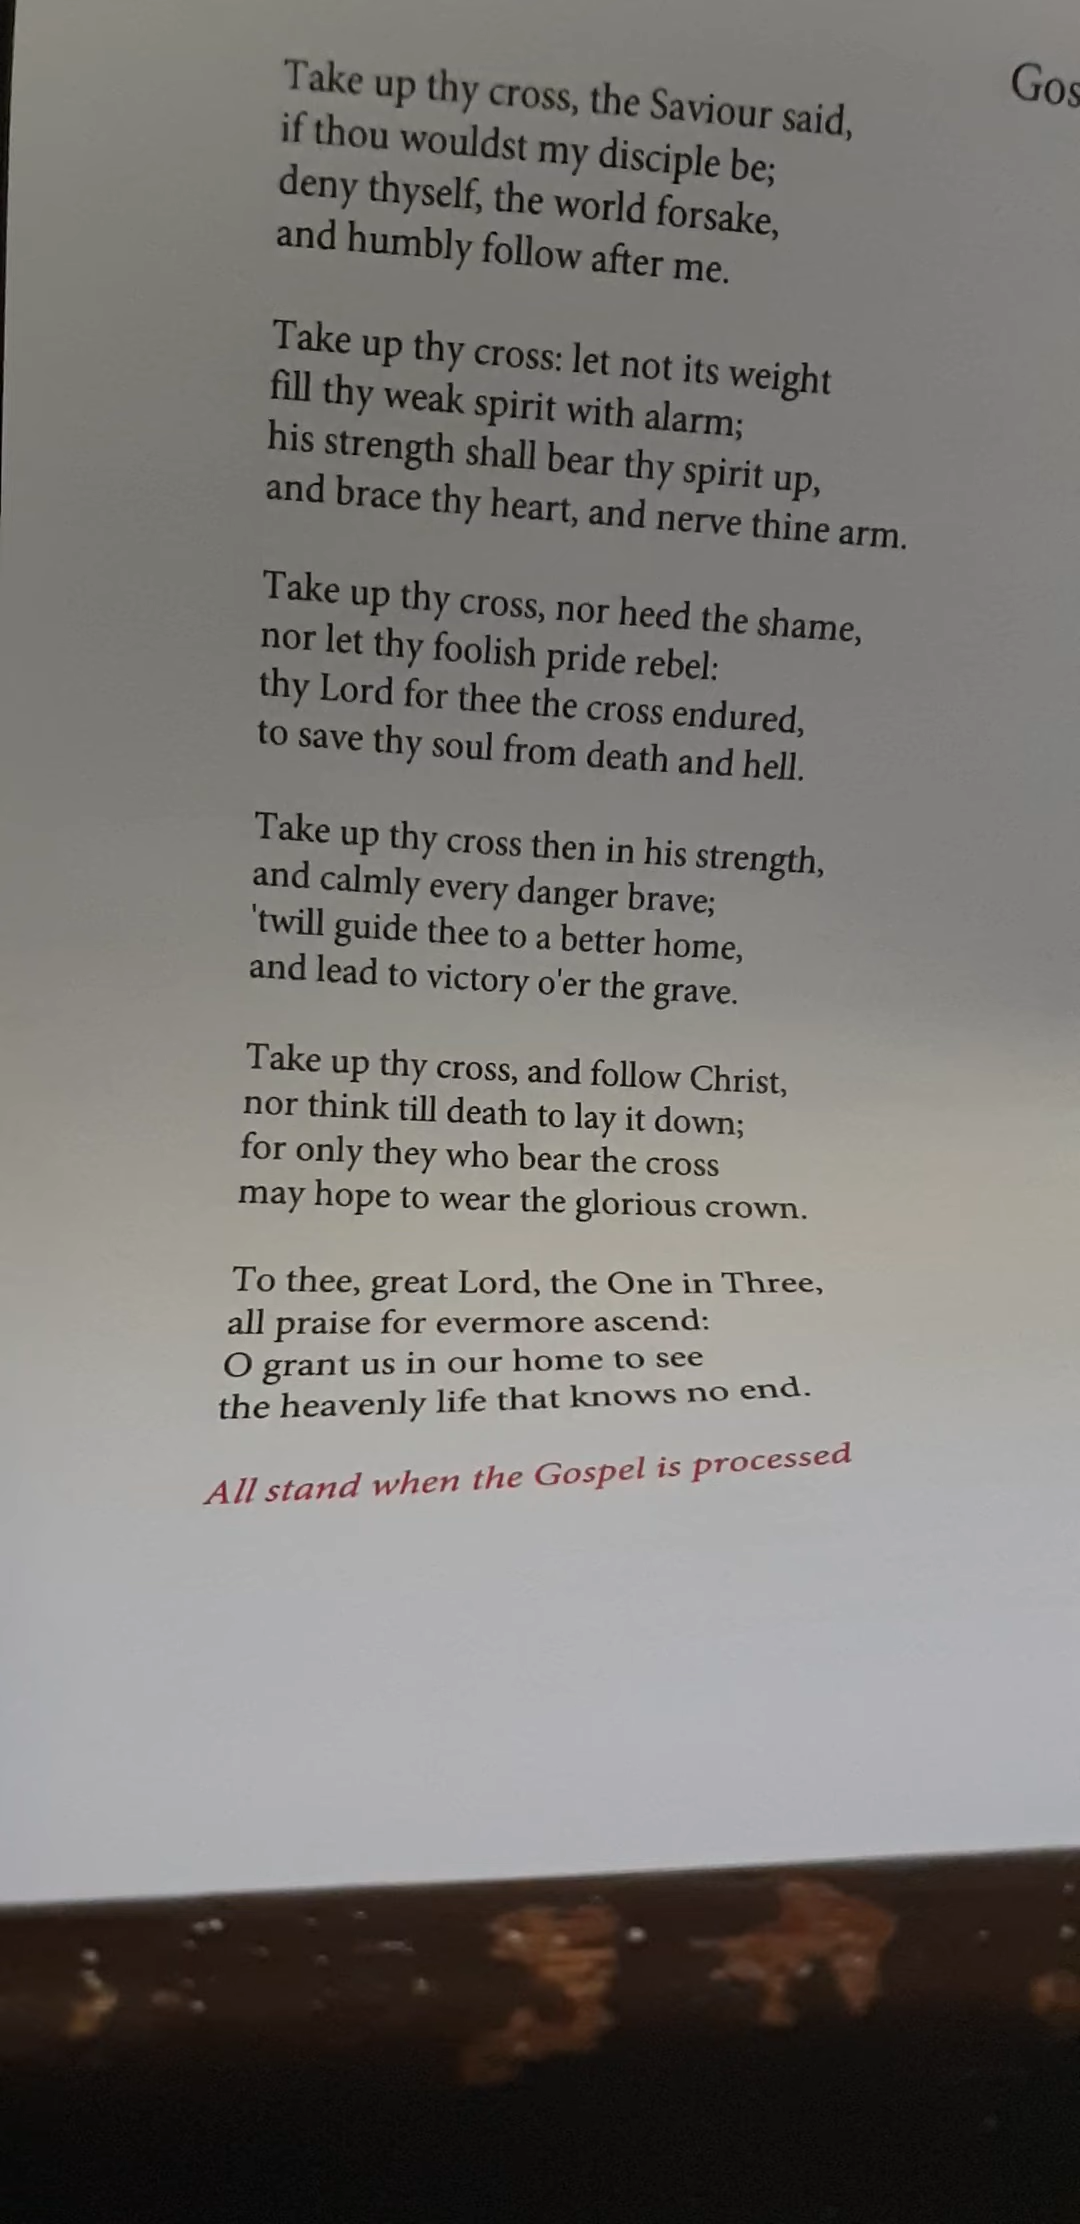 Take up thy cross, the Saviour said,
if thou wouldst my disciple be;
deny thyself, the world forsake,
and humbly follow after me.
Take up thy cross: let not its weight
fill thy weak spirit with alarm;
his strength shall bear thy spirit up,
and brace thy heart, and nerve thine arm.
Take up thy cross, nor heed the shame,
nor let thy foolish pride rebel:
thy Lord for thee the cross endured,
to save thy soul from death and hell.
Take up thy cross then in his strength,
and calmly every danger brave;
'twill guide thee to a better home,
and lead to victory o'er the grave.
Take up thy cross, and follow Christ,
nor think till death to lay it down;
for only they who bear the cross
may hope to wear the glorious crown.
To thee, great Lord, the One in Three,
all praise for evermore ascend:
O grant us in our home to see
the heavenly life that knows no end.
All stand when the Gospel is processed